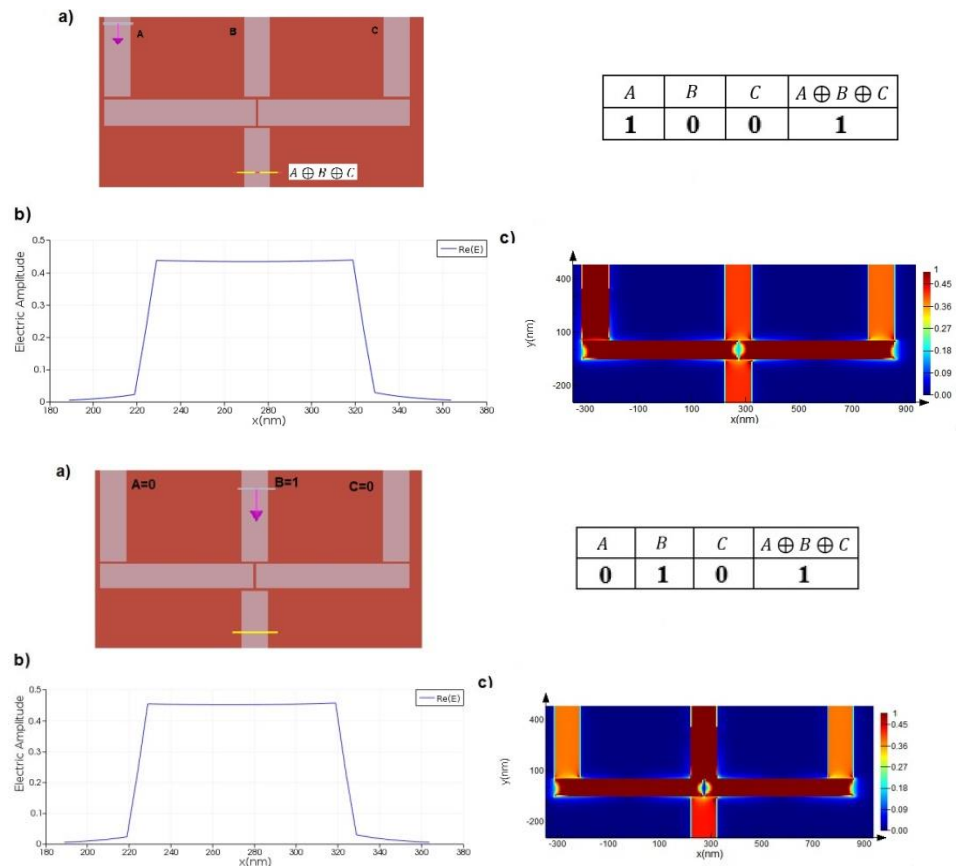 a)
A B C
A ⊕ B ⊕ C
A B C A ⊕ B ⊕ C
1 0 0 1
b)
Electric Amplitude
0.5
0.4
0.3
0.2
0.1
0
Re(E)
180 200 220 240 260 280 300 320 340 360 380
x(nm)
c)
y(nm)
400
100
-200
-300 -100 100 300 500 700 900
x(nm)
1
0.45
0.36
0.27
0.18
0.09
0.00
a)
A=0 B=1 C=0
A B C A ⊕ B ⊕ C
0 1 0 1
b)
Electric Amplitude
0.5
0.4
0.3
0.2
0.1
0
Re(E)
180 200 220 240 260 280 300 320 340 360 380
x(nm)
c)
y(nm)
400
100
-200
-300 -100 100 300 500 700 900
x(nm)
1
0.45
0.36
0.27
0.18
0.09
0.00